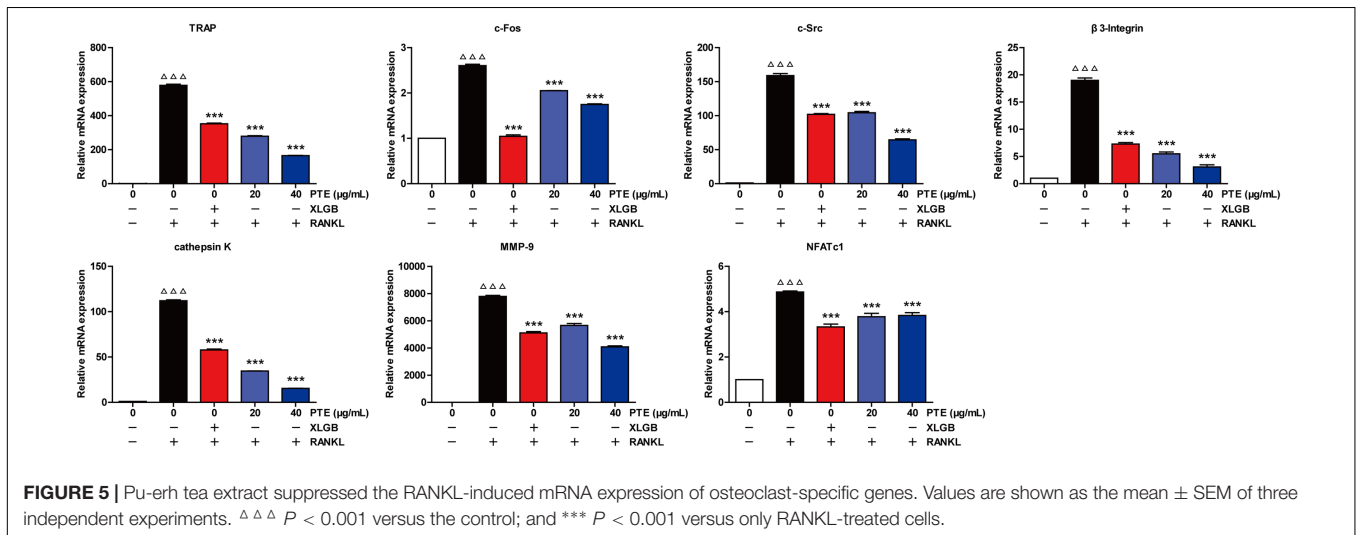 TRAP
Relative mRNA expression
800
600
400
200
0
△△△
***
***
***
0 0 0 20 40 PTE (µg/mL)
– – + – – XLGB
– + + + + RANKL
c-Fos
Relative mRNA expression
3
2
1
0
△△△
***
***
***
0 0 0 20 40 PTE (µg/mL)
– – + – – XLGB
– + + + + RANKL
c-Src
Relative mRNA expression
200
150
100
50
0
△△△
***
***
***
0 0 0 20 40 PTE (µg/mL)
– – + – – XLGB
– + + + + RANKL
β3-Integrin
Relative mRNA expression
25
20
15
10
5
0
△△△
***
***
***
0 0 0 20 40 PTE (µg/mL)
– – + – – XLGB
– + + + + RANKL
cathepsin K
Relative mRNA expression
150
100
50
0
△△△
***
***
***
0 0 0 20 40 PTE (µg/mL)
– – + – – XLGB
– + + + + RANKL
MMP-9
Relative mRNA expression
10000
8000
6000
4000
2000
0
△△△
***
***
***
0 0 0 20 40 PTE (µg/mL)
– – + – – XLGB
– + + + + RANKL
NFATc1
Relative mRNA expression
6
4
2
0
△△△
***
***
***
0 0 0 20 40 PTE (µg/mL)
– – + – – XLGB
– + + + + RANKL
FIGURE 5 | Pu-erh tea extract suppressed the RANKL-induced mRNA expression of osteoclast-specific genes. Values are shown as the mean ± SEM of three
independent experiments. △△△ P < 0.001 versus the control; and *** P < 0.001 versus only RANKL-treated cells.